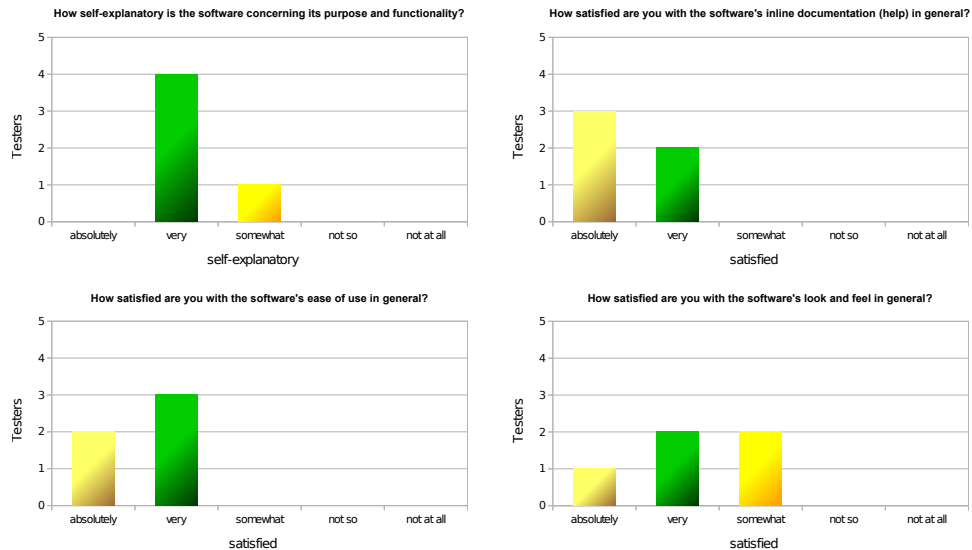 How self-explanatory is the software concerning its purpose and functionality?
5
4
3
2
1
0
Testers
absolutely very somewhat not so not at all
self-explanatory
How satisfied are you with the software's inline documentation (help) in general?
5
4
3
2
1
0
Testers
absolutely very somewhat not so not at all
satisfied
How satisfied are you with the software's ease of use in general?
5
4
3
2
1
0
Testers
absolutely very somewhat not so not at all
satisfied
How satisfied are you with the software's look and feel in general?
5
4
3
2
1
0
Testers
absolutely very somewhat not so not at all
satisfied